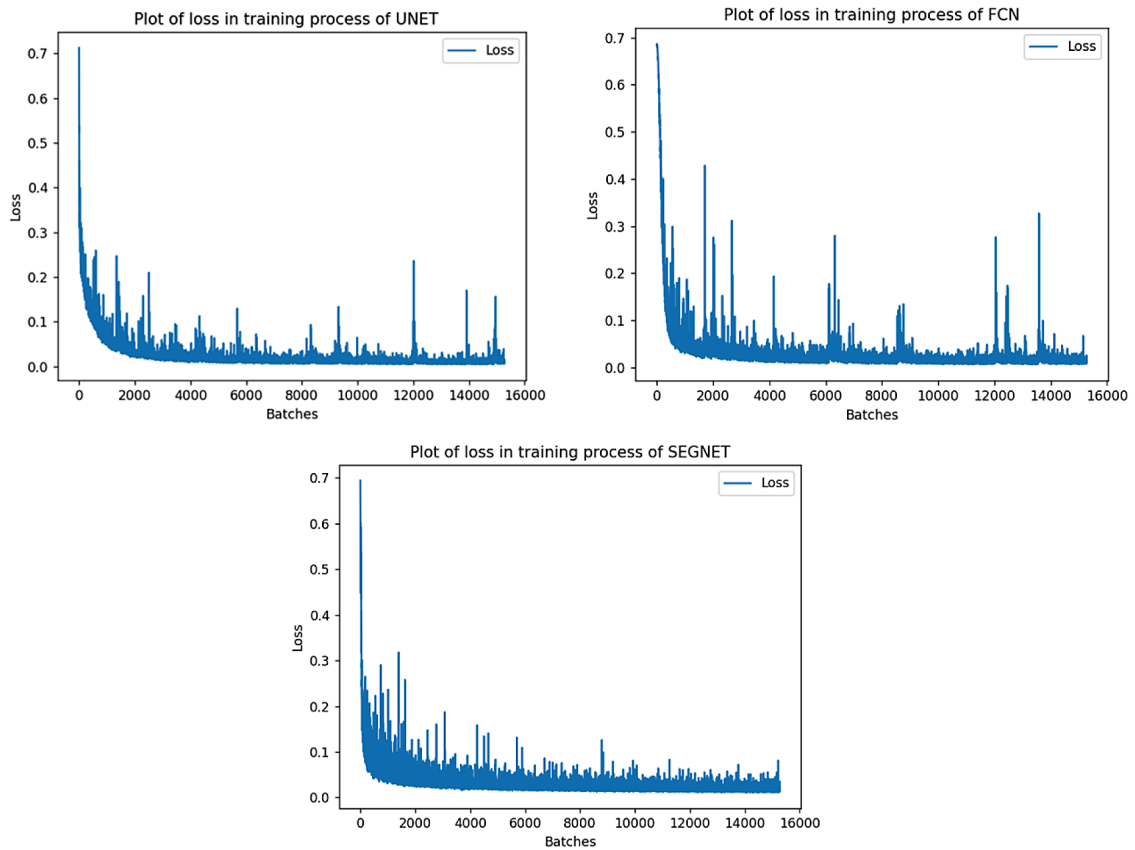 Plot of loss in training process of UNET
Loss
0.7
0.6
0.5
0.4
0.3
0.2
0.1
0.0
Loss
0 2000 4000 6000 8000 10000 12000 14000 16000
Batches
Plot of loss in training process of FCN
Loss
0.7
0.6
0.5
0.4
0.3
0.2
0.1
0.0
Loss
0 2000 4000 6000 8000 10000 12000 14000 16000
Batches
Plot of loss in training process of SEGNET
Loss
0.7
0.6
0.5
0.4
0.3
0.2
0.1
0.0
Loss
0 2000 4000 6000 8000 10000 12000 14000 16000
Batches